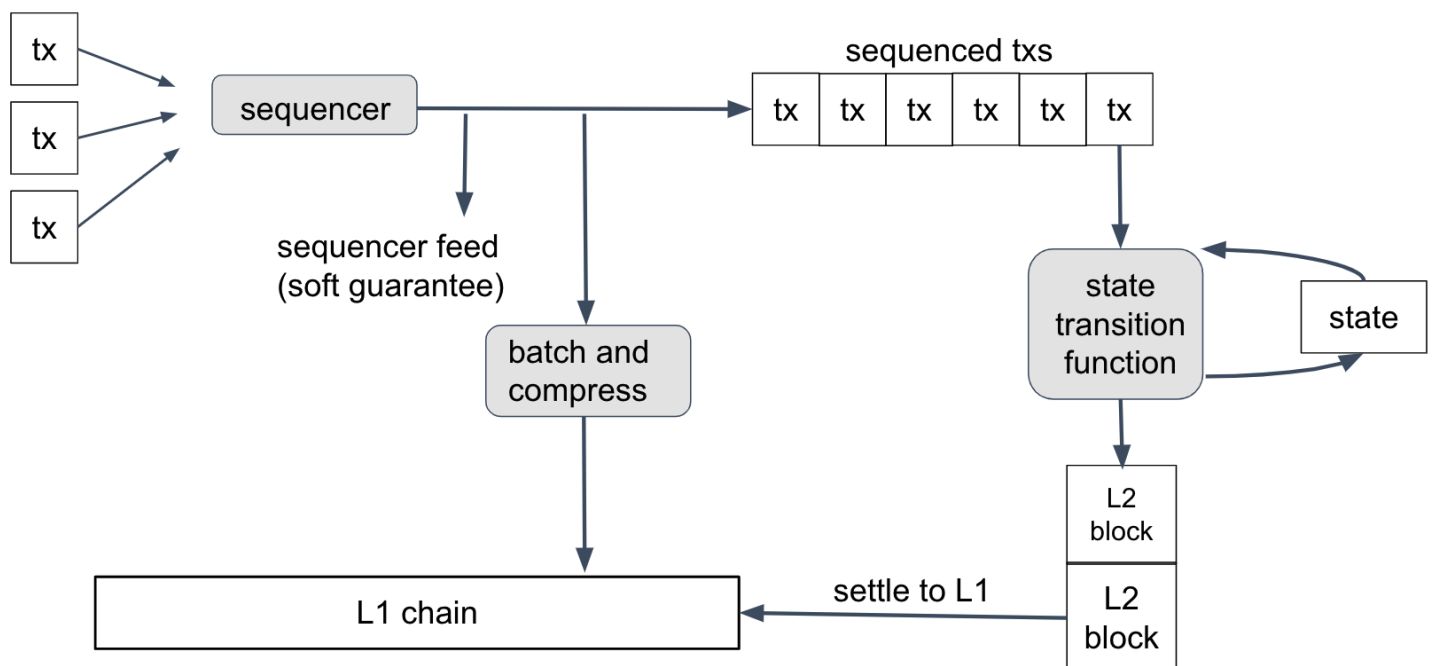 tx
tx
tx
sequencer
sequencer feed
(soft guarantee)
batch and
compress
sequenced txs
tx tx tx tx tx tx
state
transition
function
state
L2
block
L2
block
settle to L1
L1 chain